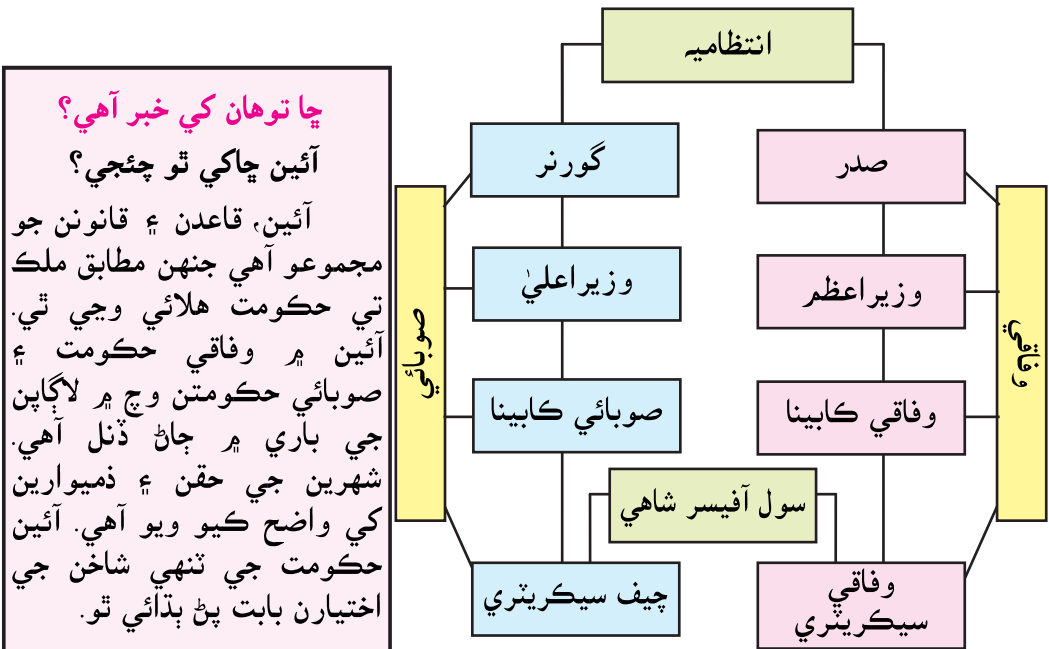 انتظاميہ
صدر
گورنر
وزيراعظم
وزيراعليٰ
وفاقي ڪابينا
صوبائي ڪابينا
سول آفيسر شاهي
وفاقي
سيڪريٽري
چيف سيڪريٽري
وفاقي
صوبائي
ڇا توهان کي خبر آهي؟
آئين ڇاکي ٿو چئجي؟
آئين، قاعدن ۽ قانونن جو
مجموعو آهي جنهن مطابق ملڪ
تي حڪومت هلائي وڃي ٿي.
آئين ۾ وفاقي حڪومت ۽
صوبائي حڪومتن وچ ۾ لاڳاپن
جي باري ۾ ڄاڻ ڏنل آهي.
شهرين جي حقن ۽ ذميوارين
کي واضح ڪيو ويو آهي. آئين
حڪومت جي ٽنهي شاخن جي
اختيارن بابت پڻ ٻڌائي ٿو.